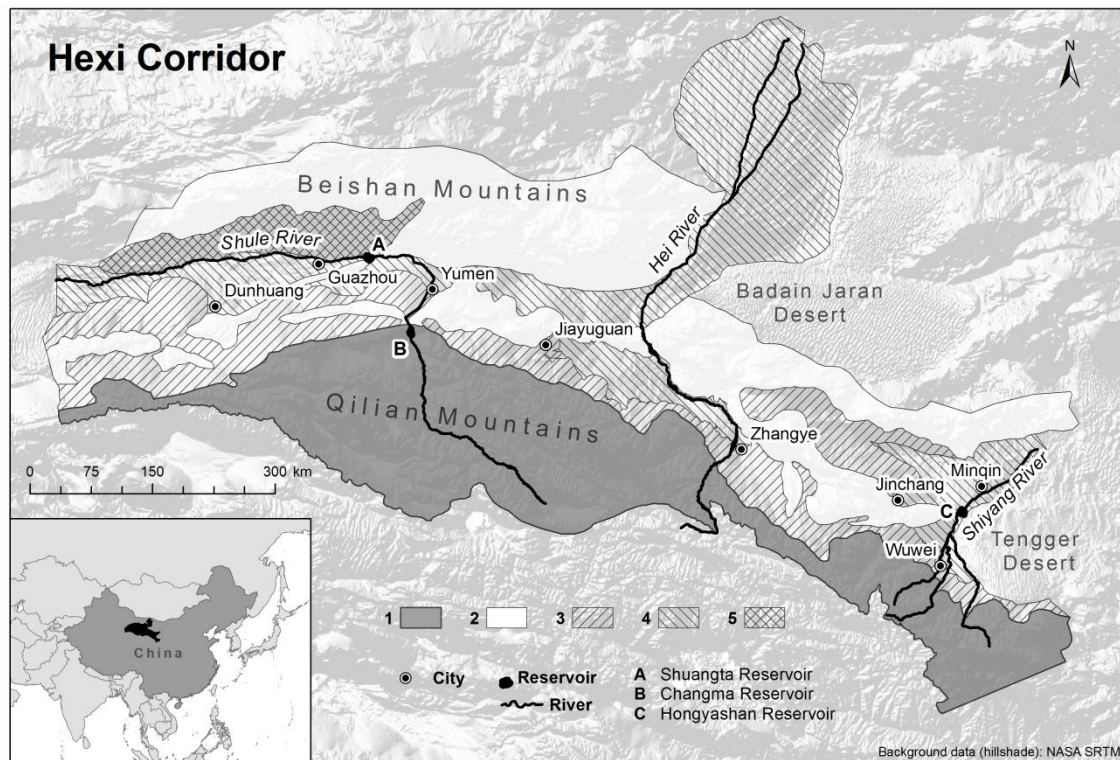 Hexi Corridor
N
Beishan Mountains
Hei River
Shule River
A
Guazhou
Yumen
Dunhuang
Badain Jaran
Desert
Jiayuguan
B
Qilian Mountains
Zhangye
0 75 150 300 km
Minqin
Jinchang
C
Shiyang River
Wuwei
Tengger
Desert
1 2 3 4 5
City Reservoir
River
A Shuangta Reservoir
B Changma Reservoir
C Hongyashan Reservoir
China
Background data (hillshade): NASA SRTM